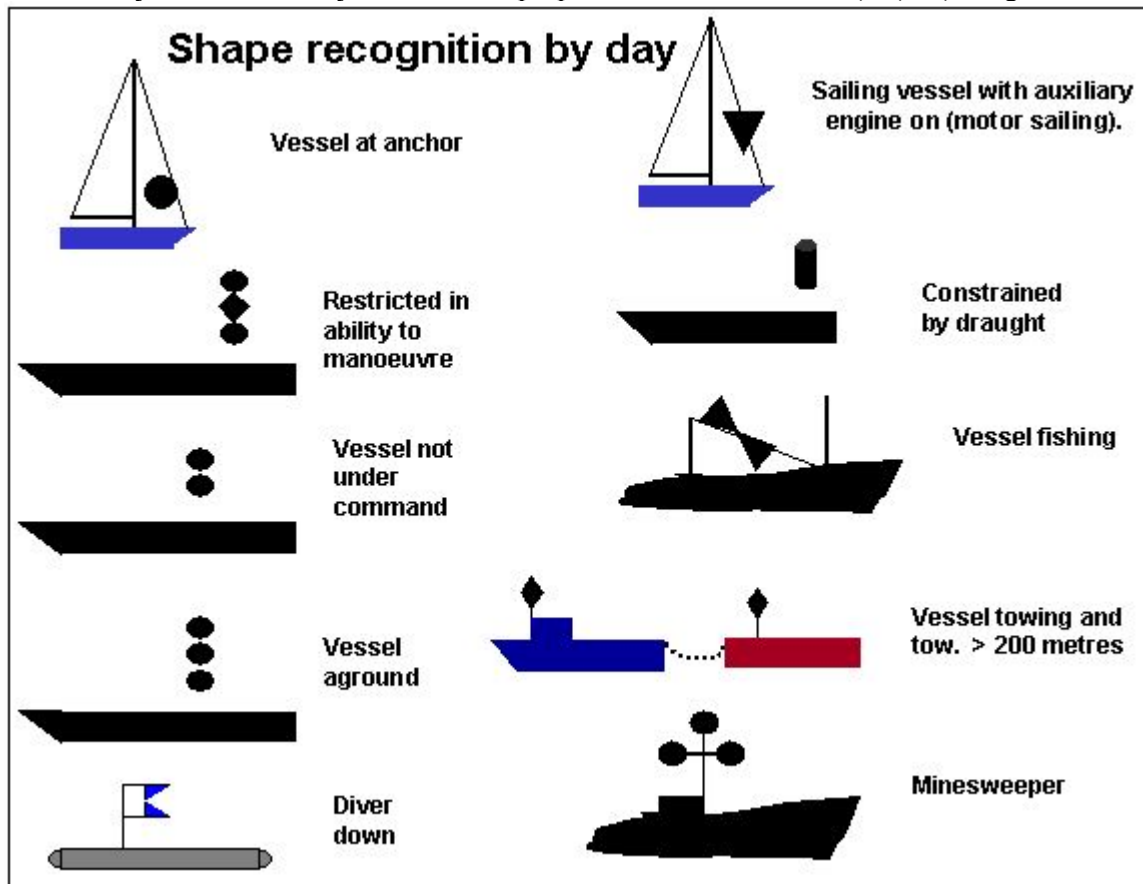 Shape recognition by day
Vessel at anchor
Sailing vessel with auxiliary
engine on (motor sailing).
Restricted in
ability to
manoeuvre
Constrained
by draught
Vessel not
under
command
Vessel fishing
Vessel
aground
Vessel towing and
tow. > 200 metres
Diver
down
Minesweeper